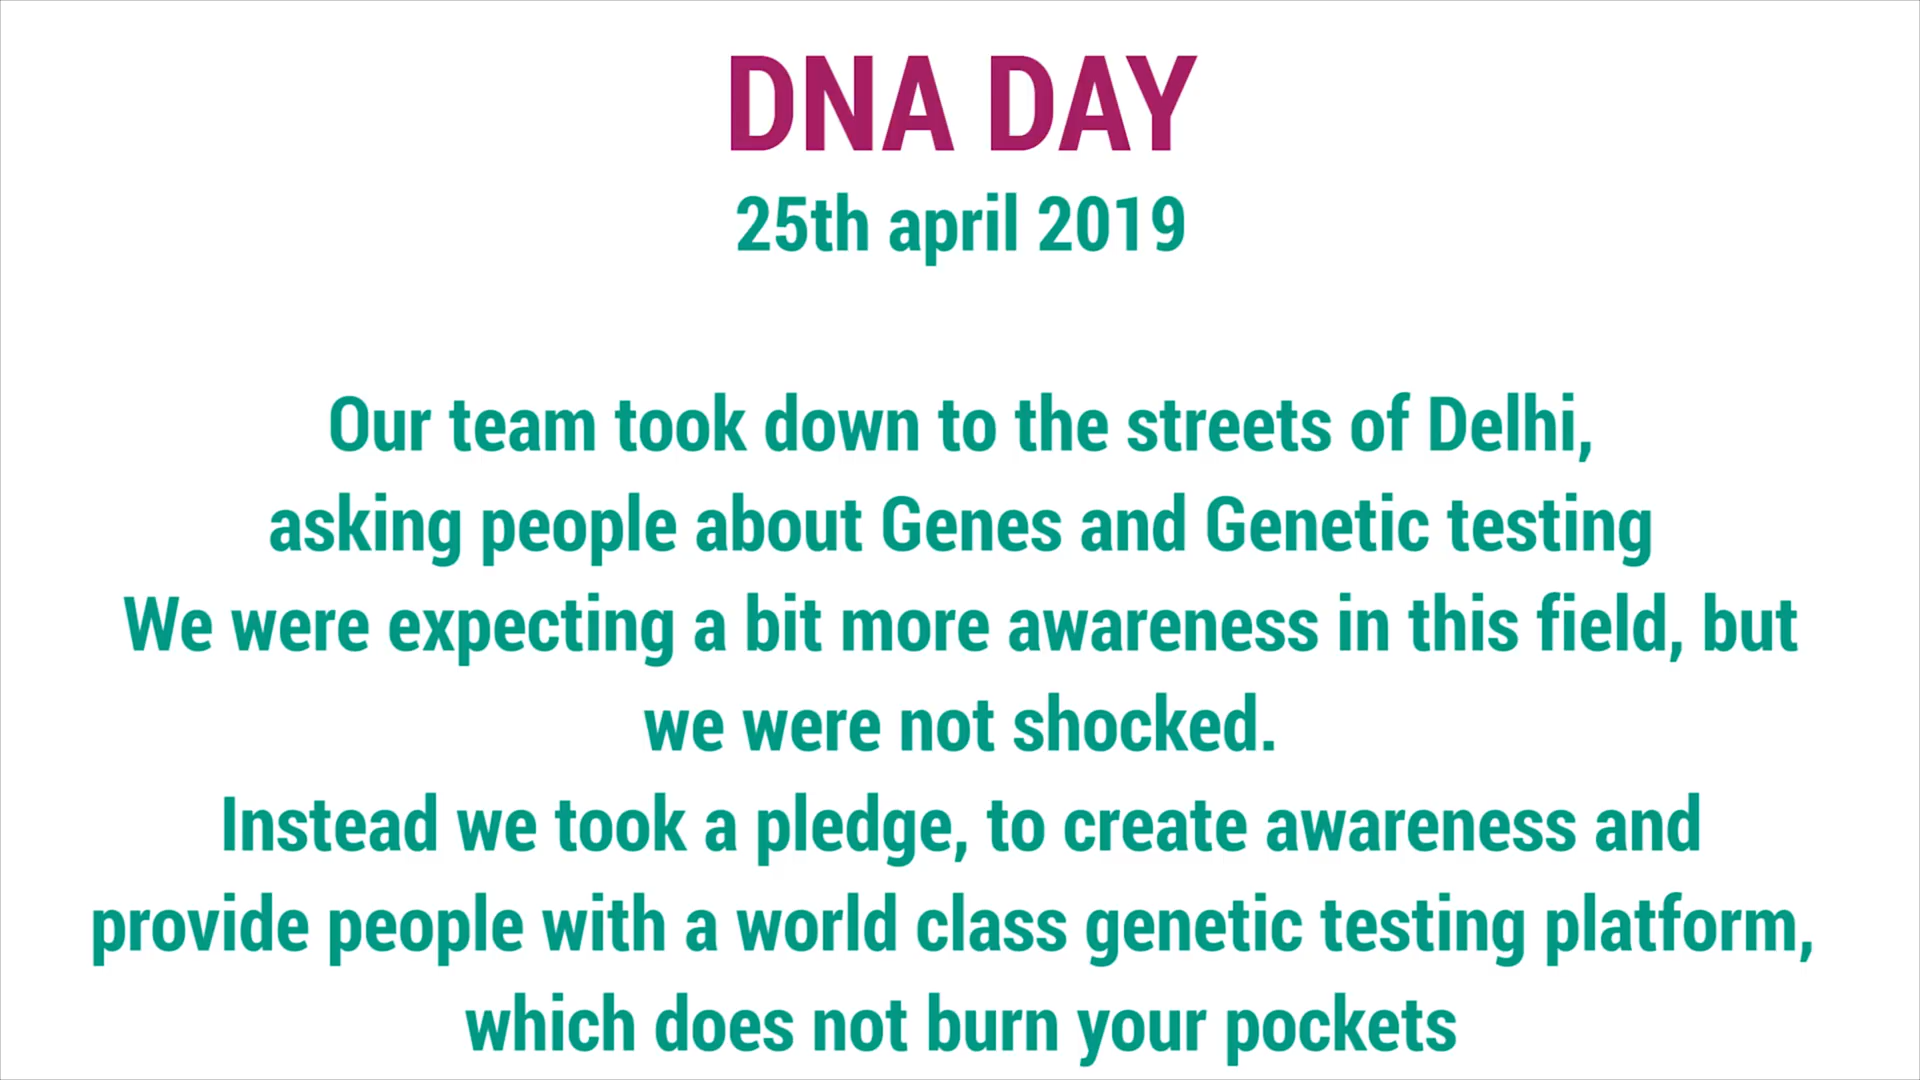 DNA DAY
25th april 2019
Our team took down to the streets of Delhi,
asking people about Genes and Genetic testing
We were expecting a bit more awareness in this field, but
we were not shocked.
Instead we took a pledge, to create awareness and
provide people with a world class genetic testing platform,
which does not burn your pockets